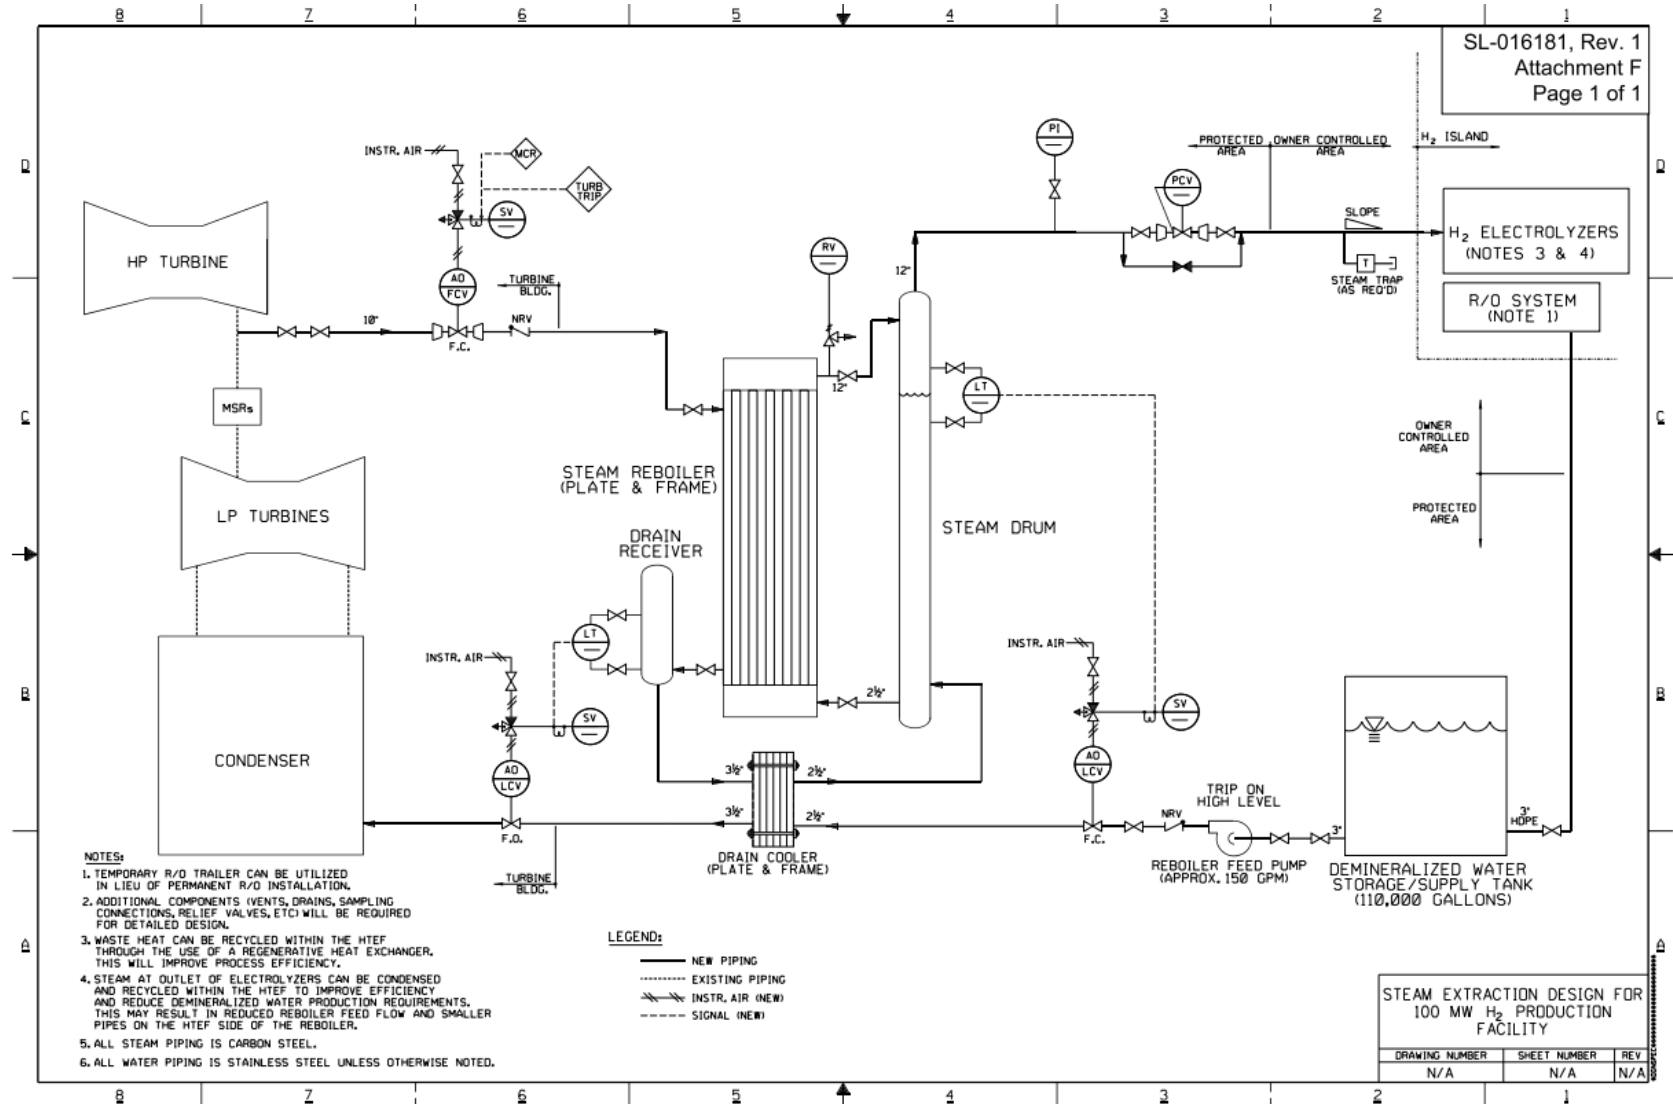 8 7 6 5 4 3 2 1
SL-016181, Rev. 1
Attachment F
Page 1 of 1
D
D
C
C
B
B
A
A
INSTR. AIR
MCR
TURB
TRIP
SV
AO
FCV
TURBINE
BLDG.
HP TURBINE
10"
F.C.
NRV
MSRs
LP TURBINES
CONDENSER
RV
12"
12"
PI
PCV
PROTECTED
AREA
OWNER CONTROLLED
AREA
H2 ISLAND
SLOPE
T
STEAM TRAP
(AS REQ'D)
H2 ELECTROLYZERS
(NOTES 3 & 4)
R/O SYSTEM
(NOTE 1)
LT
STEAM REBOILER
(PLATE & FRAME)
STEAM DRUM
DRAIN
RECEIVER
LT
OWNER
CONTROLLED
AREA
PROTECTED
AREA
INSTR. AIR
SV
AO
LCV
F.O.
TURBINE
BLDG.
2½"
3½"
2½"
3½"
2½"
DRAIN COOLER
(PLATE & FRAME)
INSTR. AIR
SV
AO
LCV
F.C.
NRV
TRIP ON
HIGH LEVEL
REBOILER FEED PUMP
(APPROX. 150 GPM)
3"
3"
HDPE
DEMINERALIZED WATER
STORAGE/SUPPLY TANK
(110,000 GALLONS)
NOTES:
1. TEMPORARY R/O TRAILER CAN BE UTILIZED
IN LIEU OF PERMANENT R/O INSTALLATION.
2. ADDITIONAL COMPONENTS (VENTS, DRAINS, SAMPLING
CONNECTIONS, RELIEF VALVES, ETC) WILL BE REQUIRED
FOR DETAILED DESIGN.
3. WASTE HEAT CAN BE RECYCLED WITHIN THE HTEF
THROUGH THE USE OF A REGENERATIVE HEAT EXCHANGER.
THIS WILL IMPROVE PROCESS EFFICIENCY.
4. STEAM AT OUTLET OF ELECTROLYZERS CAN BE CONDENSED
AND RECYCLED WITHIN THE HTEF TO IMPROVE EFFICIENCY
AND REDUCE DEMINERALIZED WATER PRODUCTION REQUIREMENTS.
THIS MAY RESULT IN REDUCED REBOILER FEED FLOW AND SMALLER
PIPES ON THE HTEF SIDE OF THE REBOILER.
5. ALL STEAM PIPING IS CARBON STEEL.
6. ALL WATER PIPING IS STAINLESS STEEL UNLESS OTHERWISE NOTED.
LEGEND:
NEW PIPING
EXISTING PIPING
INSTR. AIR (NEW)
SIGNAL (NEW)
STEAM EXTRACTION DESIGN FOR
100 MW H2 PRODUCTION
FACILITY
DRAWING NUMBER SHEET NUMBER REV
N/A N/A N/A
8 7 6 5 4 3 2 1